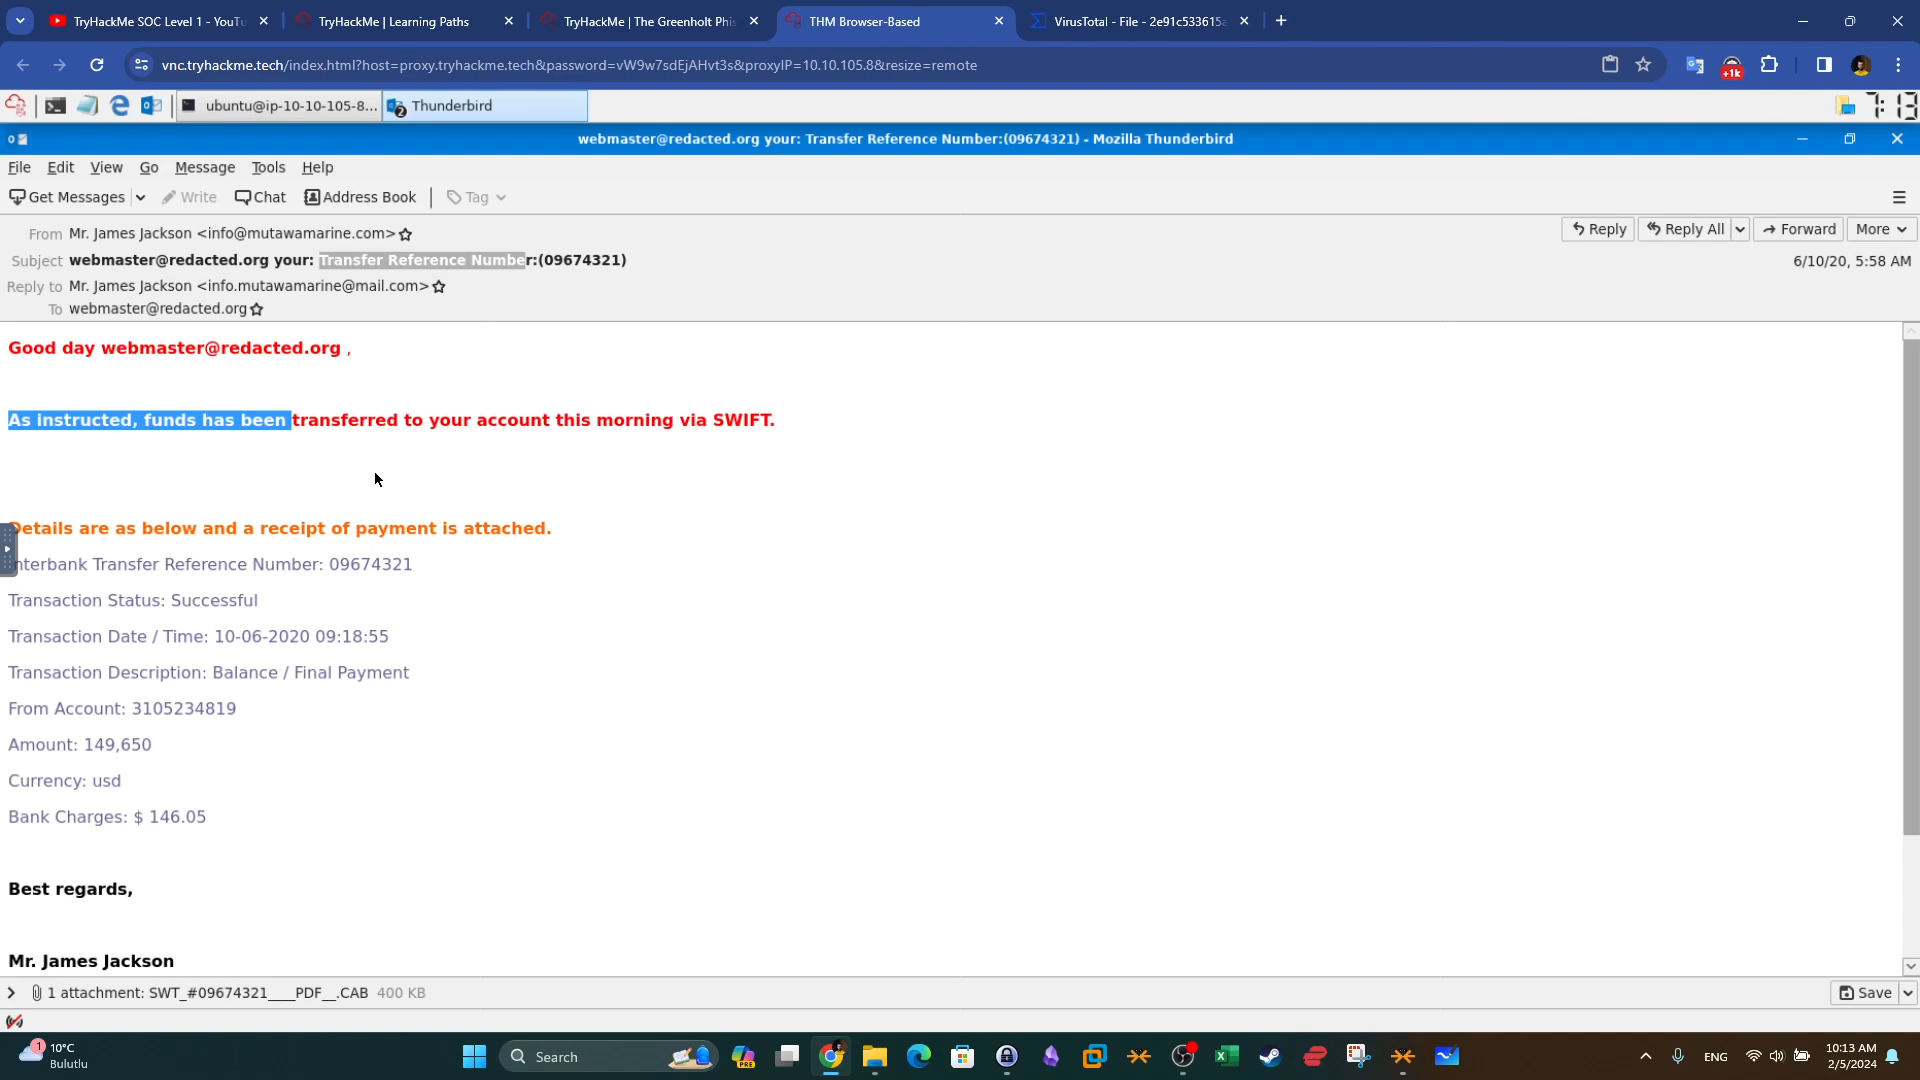 TryHackMe SOC Level 1 - YouTu
TryHackMe | Learning Paths
TryHackMe | The Greenholt Phis
THM Browser-Based
VirusTotal - File - 2e91c533615a
vnc.tryhackme.tech/index.html?host=proxy.tryhackme.tech&password=vW9w7sdEjAHvt3s&proxyIP=10.10.105.8&resize=remote
+1k
ubuntu@ip-10-10-105-8...
2 Thunderbird
7:13
webmaster@redacted.org your: Transfer Reference Number:(09674321) - Mozilla Thunderbird
File Edit View Go Message Tools Help
Get Messages Write Chat Address Book Tag
From Mr. James Jackson <info@mutawamarine.com>
Reply Reply All Forward More
Subject webmaster@redacted.org your: Transfer Reference Number:(09674321)
6/10/20, 5:58 AM
Reply to Mr. James Jackson <info.mutawamarine@mail.com>
To webmaster@redacted.org
Good day webmaster@redacted.org ,
As instructed, funds has been transferred to your account this morning via SWIFT.
Details are as below and a receipt of payment is attached.
nterbank Transfer Reference Number: 09674321
Transaction Status: Successful
Transaction Date / Time: 10-06-2020 09:18:55
Transaction Description: Balance / Final Payment
From Account: 3105234819
Amount: 149,650
Currency: usd
Bank Charges: $ 146.05
Best regards,
Mr. James Jackson
1 attachment: SWT_#09674321____PDF__.CAB 400 KB
Save
1
10°C
Bulutlu
Search
PRE
ENG
10:13 AM
2/5/2024